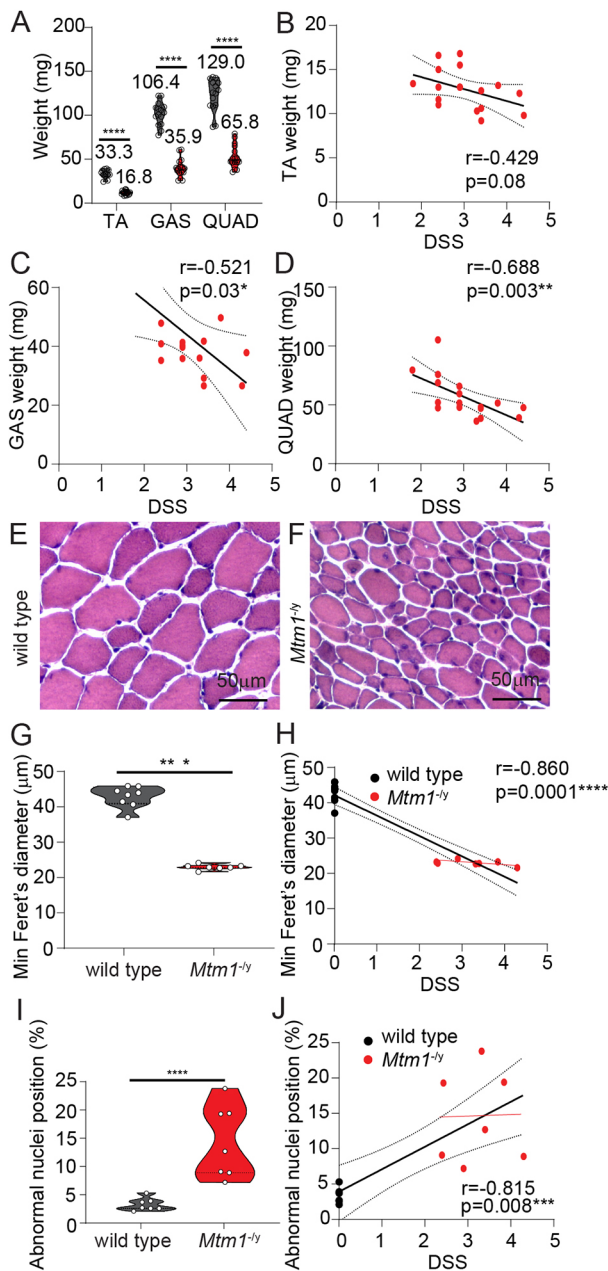 A
Weight (mg)
200
150
100
50
0
****
****
****
129.0
106.4
65.8
35.9
33.3
16.8
TA
GAS
QUAD
B
TA weight (mg)
20
15
10
5
0
r=-0.429
p=0.08
0 1 2 3 4 5
DSS
C
GAS weight (mg)
60
40
20
0
r=-0.521
p=0.03*
0 1 2 3 4 5
DSS
D
QUAD weight (mg)
150
100
50
0
r=-0.688
p=0.003**
0 1 2 3 4 5
DSS
E
wild type
50μm
F
Mtm1-/y
50μm
G
Min Feret's diameter (μm)
50
40
30
20
10
0
** *
wild type
Mtm1-/y
H
Min Feret's diameter (μm)
50
40
30
20
10
0
wild type
Mtm1-/y
r=-0.860
p=0.0001****
0 1 2 3 4 5
DSS
I
Abnormal nuclei position (%)
25
20
15
10
5
0
****
wild type
Mtm1-/y
J
Abnormal nuclei position (%)
25
20
15
10
5
0
wild type
Mtm1-/y
r=-0.815
p=0.008***
0 1 2 3 4 5
DSS